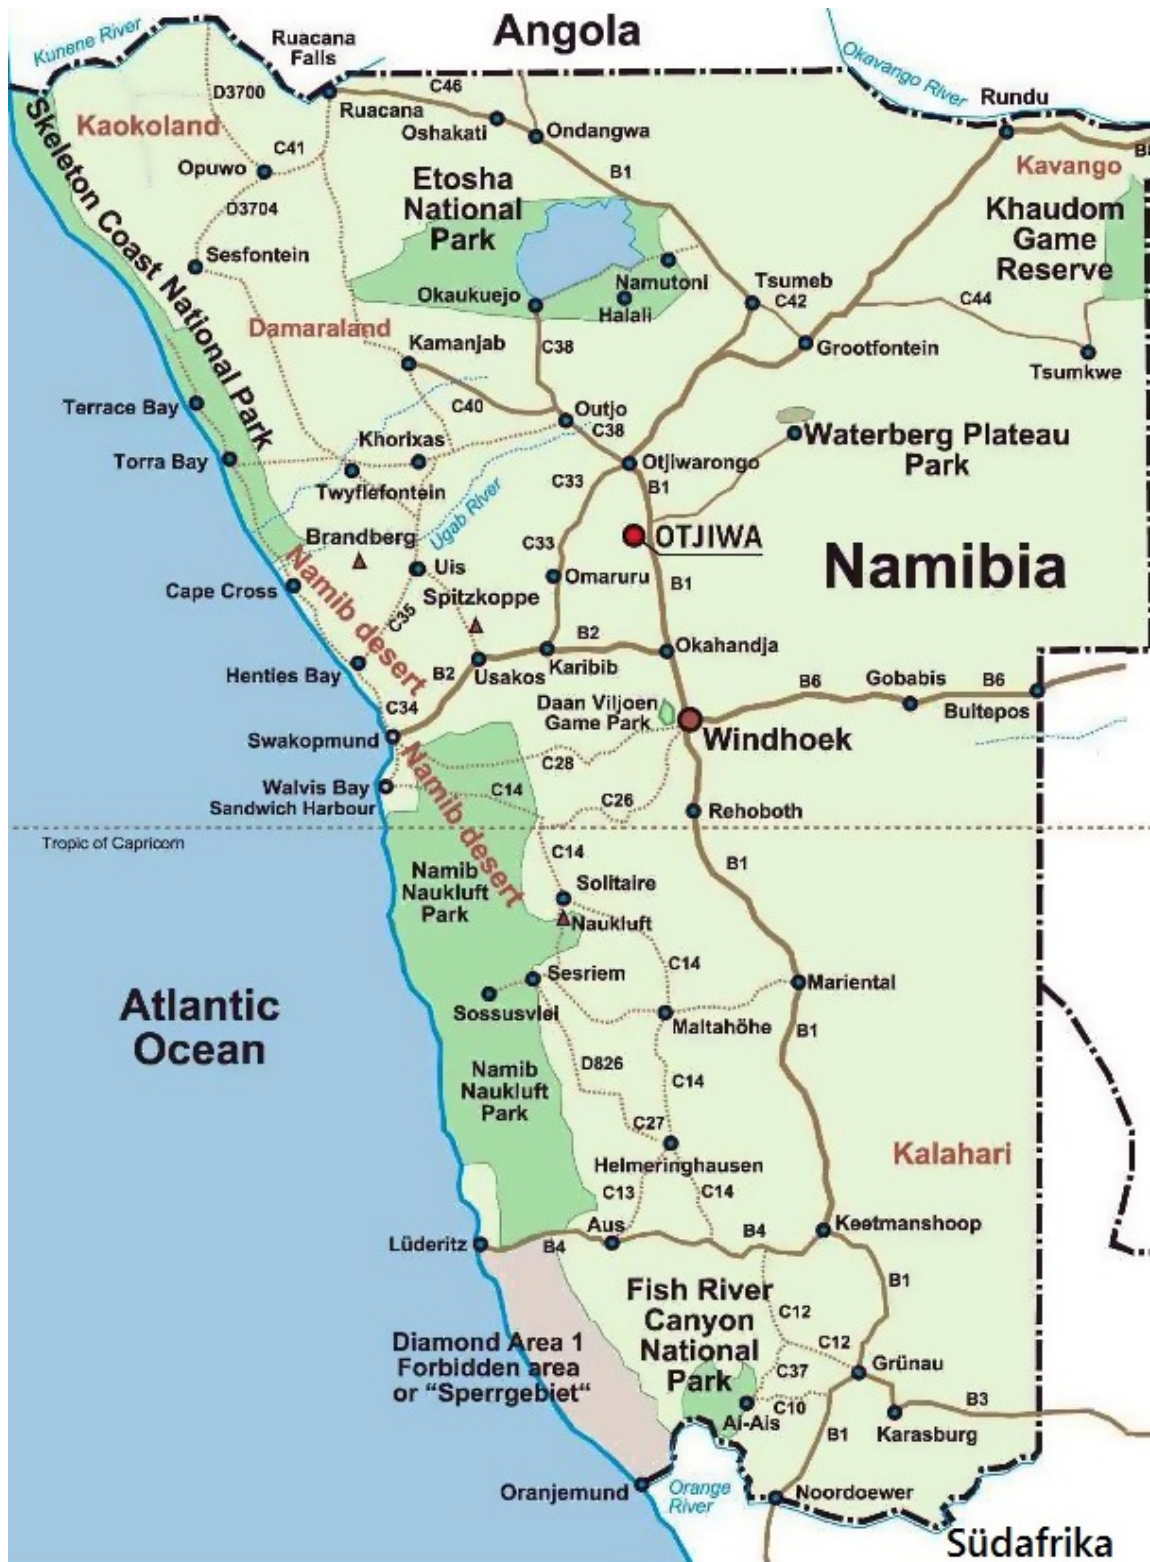 Angola
Kunene River
Ruacana
Falls
Okavango River
Rundu
D3700
C46
Ruacana
Oshakati
Ondangwa
Kaokoland
C41
Opuwo
B1
Kavango
B8
Etosha
National
Park
Khaudom
Game
Reserve
D3704
Sesfontein
Skeleton Coast National Park
Namutoni
Okaukuejo
Halali
Tsumeb
C42
C44
Damaraland
Kamanjab
C38
Grootfontein
Tsumkwe
Terrace Bay
C40
Outjo
C38
Khorixas
Waterberg Plateau
Park
Torra Bay
Otjiwarongo
Twyflefontein
C33
B1
Ugab River
Brandberg
C33
OTJIWA
Namibia
Uis
Omaruru
B1
Cape Cross
Spitzkoppe
Namib desert
C35
B2
Okahandja
Henties Bay
B2
Usakos
Karibib
B6
Gobabis
B6
Bultepos
C34
Daan Viljoen
Game Park
Swakopmund
Windhoek
Namib desert
C28
Walvis Bay
Sandwich Harbour
C14
C26
Rehoboth
Tropic of Capricorn
C14
B1
Namib
Naukluft
Park
Solitaire
Naukluft
C14
Sesriem
Mariental
Sossusvlei
Maltahöhe
B1
Atlantic
Ocean
D826
C14
Namib
Naukluft
Park
C27
Kalahari
Helmeringhausen
C13
C14
Aus
Keetmanshoop
Lüderitz
B4
B4
B1
Fish River
Canyon
National
Park
C12
C12
Diamond Area 1
Forbidden area
or "Sperrgebiet"
Grünau
C37
B3
Ai-Ais
C10
B1
Karasburg
Oranjemund
Orange
River
Noordoewer
Südafrika